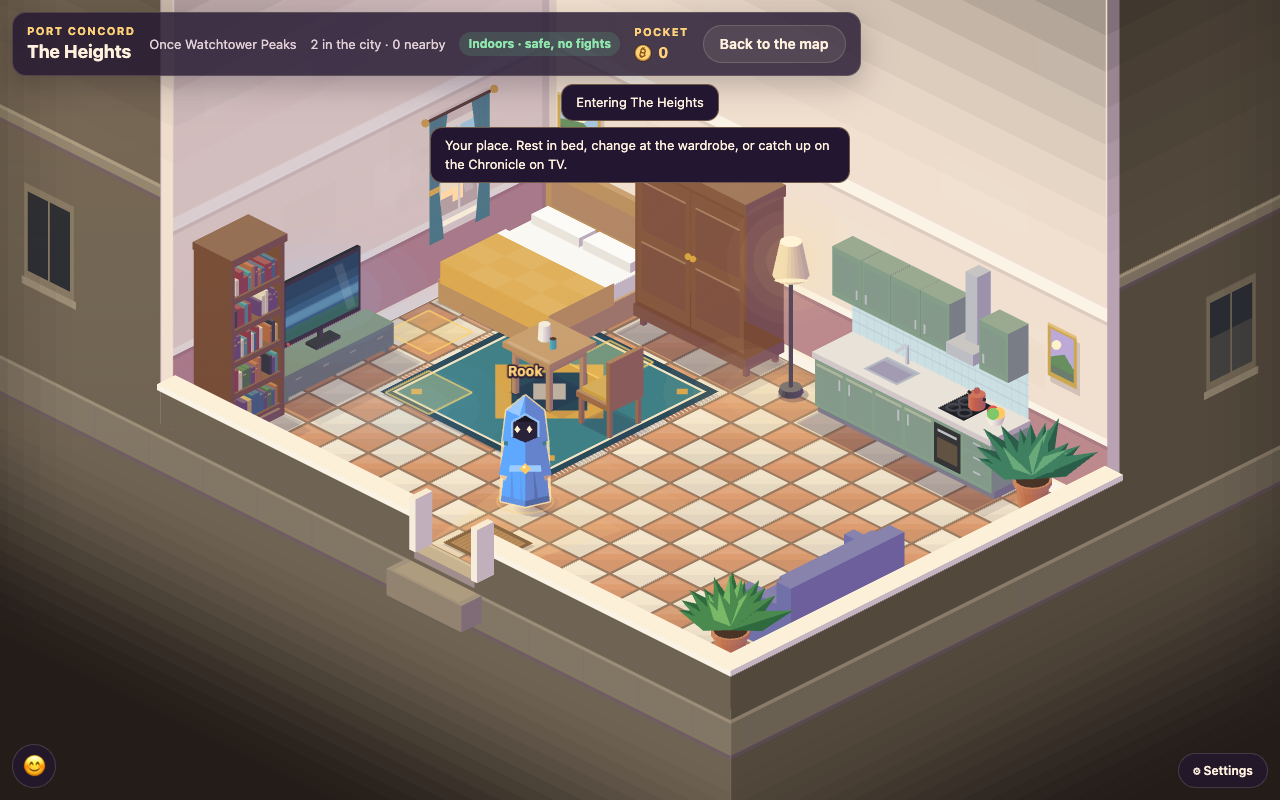 PORT CONCORD
The Heights
Once Watchtower Peaks
2 in the city · 0 nearby
Indoors · safe, no fights
POCKET
0
Back to the map
Entering The Heights
Your place. Rest in bed, change at the wardrobe, or catch up on
the Chronicle on TV.
Rook
Settings